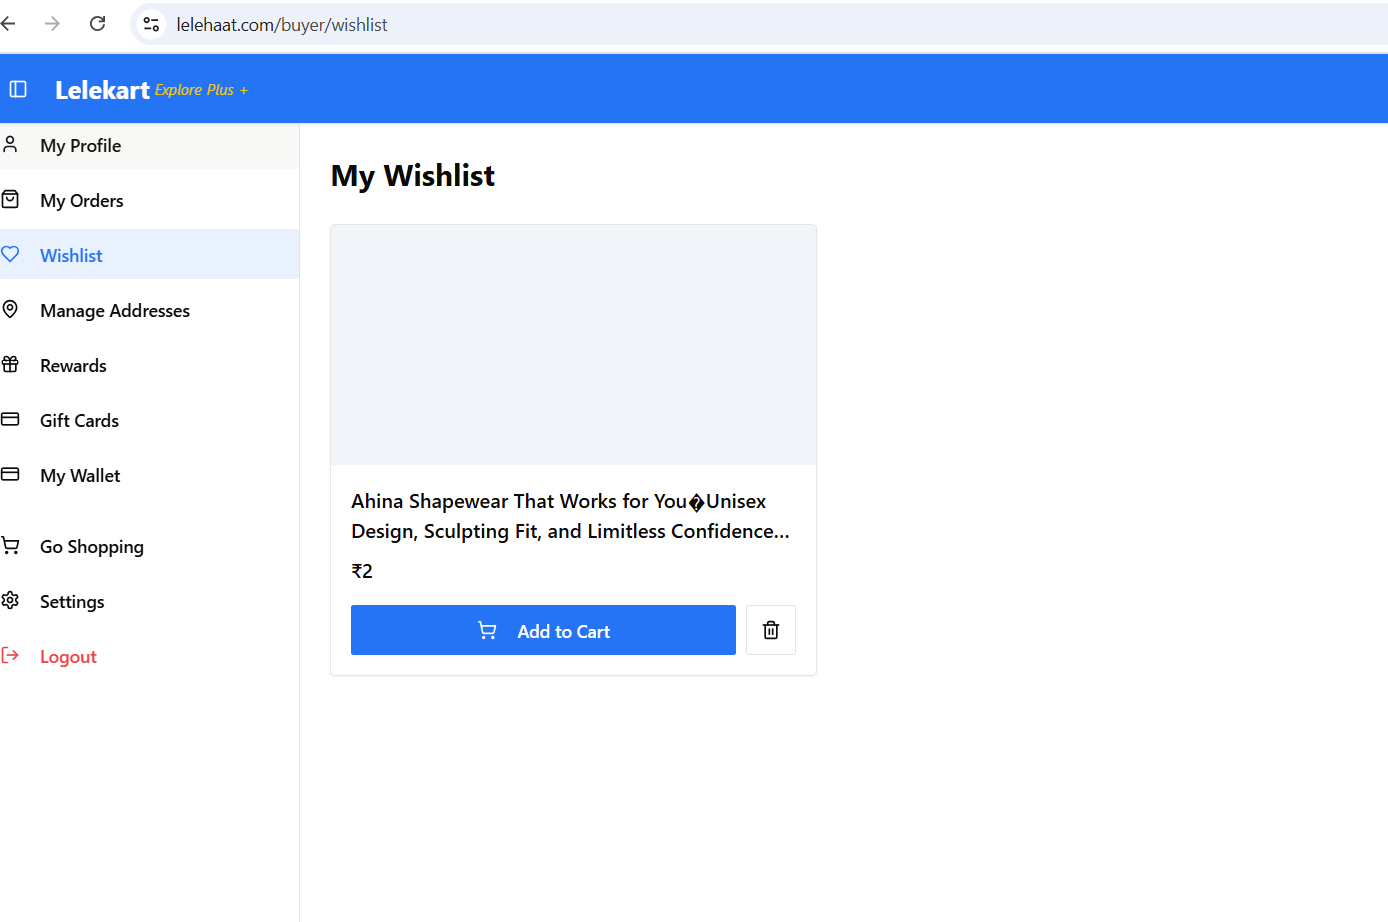 lelehaat.com/buyer/wishlist
Lelekart Explore Plus +
My Profile
My Orders
Wishlist
Manage Addresses
Rewards
Gift Cards
My Wallet
Go Shopping
Settings
Logout
My Wishlist
Ahina Shapewear That Works for You�Unisex
Design, Sculpting Fit, and Limitless Confidence...
₹2
Add to Cart